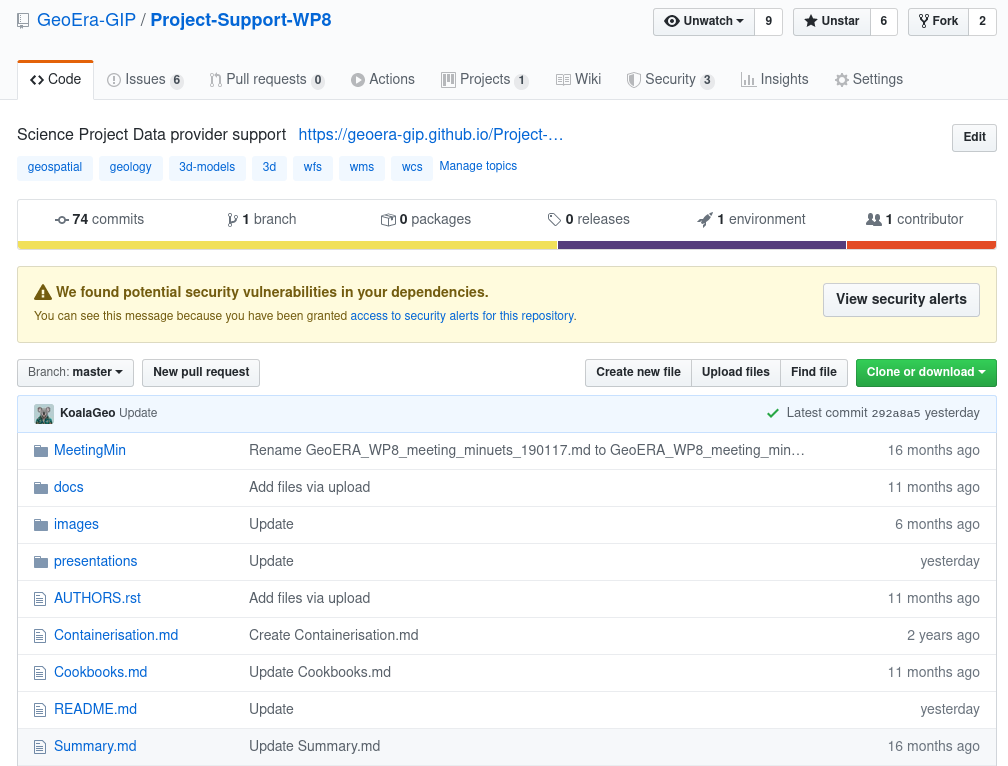 GeoEra-GIP / Project-Support-WP8
Unwatch 9 Unstar 6 Fork 2
Code Issues 6 Pull requests 0 Actions Projects 1 Wiki Security 3 Insights Settings
Science Project Data provider support https://geoera-gip.github.io/Project-…
Edit
geospatial geology 3d-models 3d wfs wms wcs Manage topics
74 commits 1 branch 0 packages 0 releases 1 environment 1 contributor
We found potential security vulnerabilities in your dependencies.
You can see this message because you have been granted access to security alerts for this repository.
View security alerts
Branch: master New pull request Create new file Upload files Find file Clone or download
KoalaGeo Update Latest commit 292a8a5 yesterday
MeetingMin Rename GeoERA_WP8_meeting_minuets_190117.md to GeoERA_WP8_meeting_min… 16 months ago
docs Add files via upload 11 months ago
images Update 6 months ago
presentations Update yesterday
AUTHORS.rst Add files via upload 11 months ago
Containerisation.md Create Containerisation.md 2 years ago
Cookbooks.md Update Cookbooks.md 11 months ago
README.md Update yesterday
Summary.md Update Summary.md 16 months ago